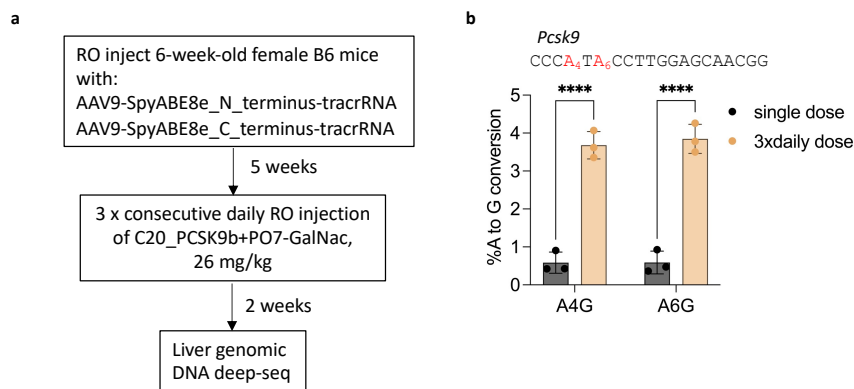 a
RO inject 6-week-old female B6 mice
with:
AAV9-SpyABE8e_N_terminus-tracrRNA
AAV9-SpyABE8e_C_terminus-tracrRNA
5 weeks
3 x consecutive daily RO injection
of C20_PCSK9b+PO7-GalNac,
26 mg/kg
2 weeks
Liver genomic
DNA deep-seq
b
Pcsk9
CCCA4TA6CCTTGGAGCAACGG
**** ****
single dose
3xdaily dose
%A to G conversion
5
4
3
2
1
0
A4G A6G